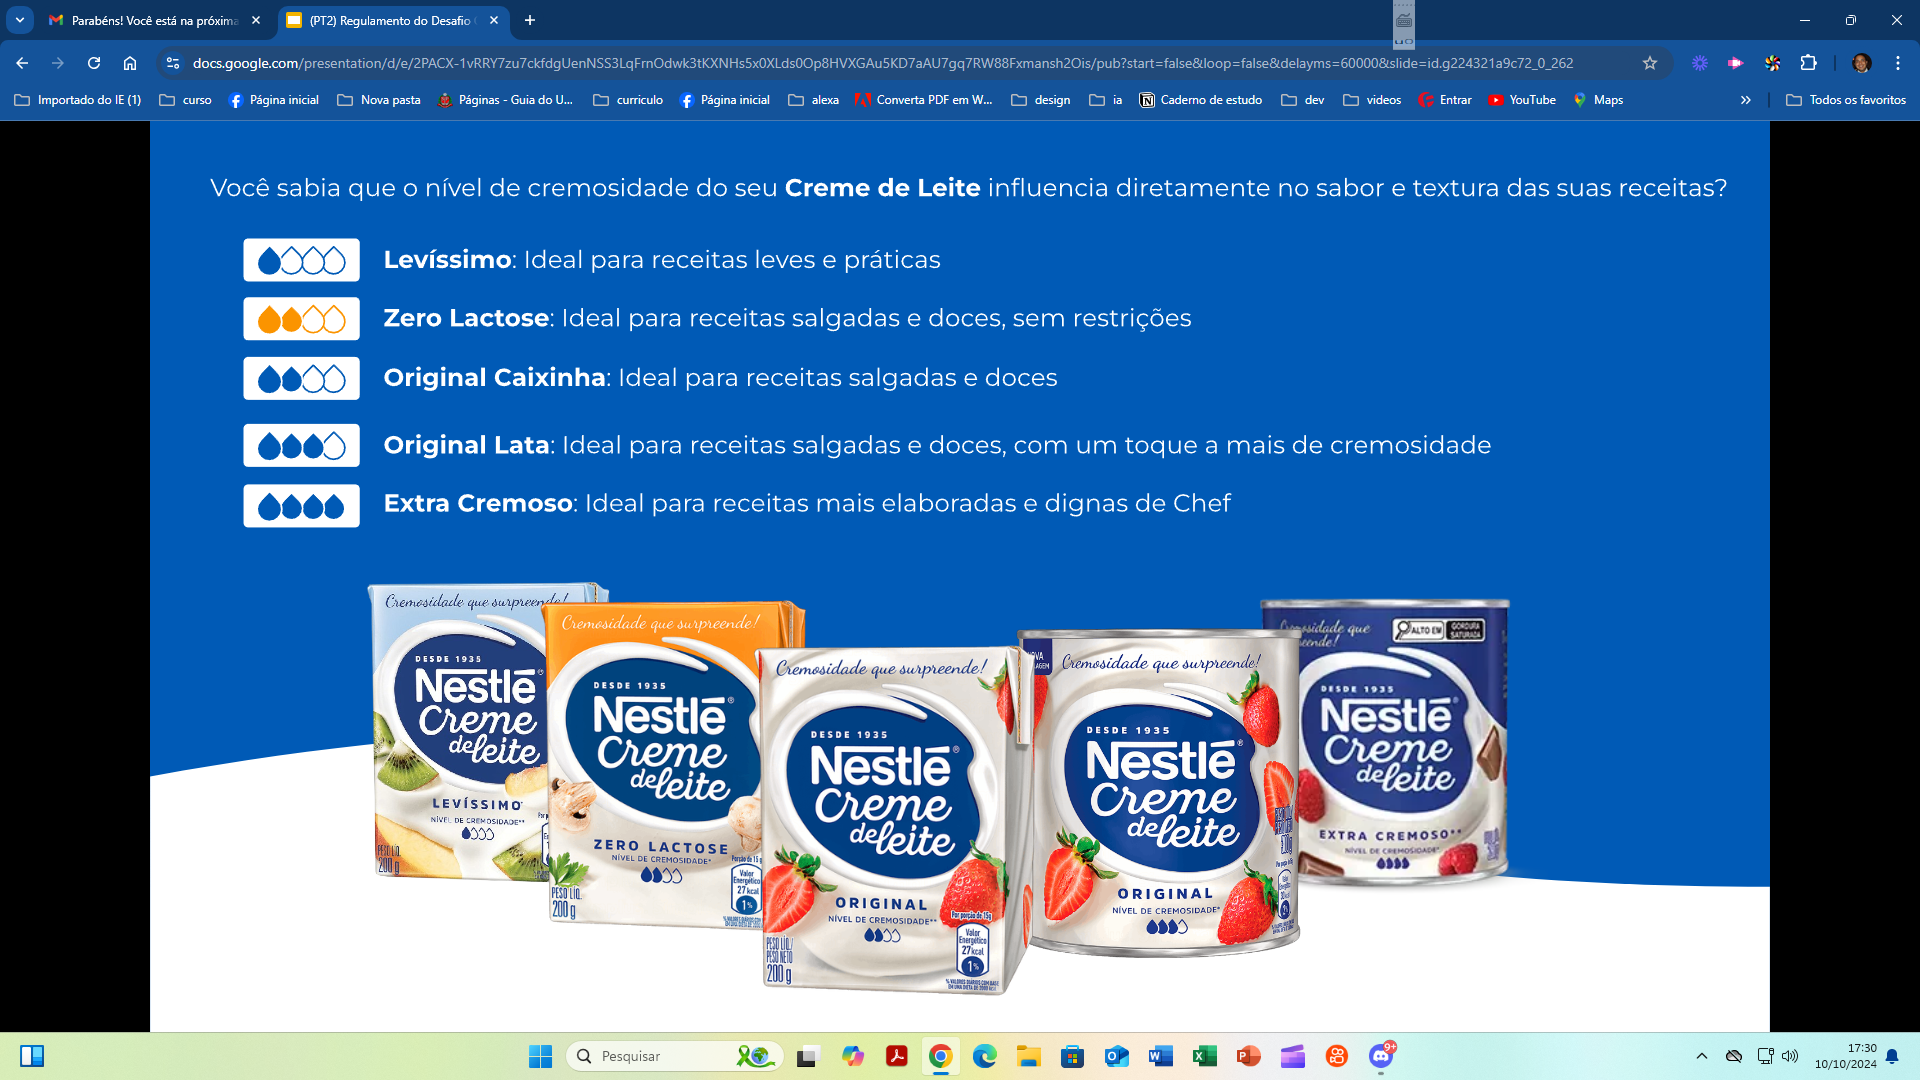 Parabéns! Você está na próxima
(PT2) Regulamento do Desafio
docs.google.com/presentation/d/e/2PACX-1vRRY7zu7ckfdgUenNSS3LqFrnOdwk3tKXNHs5x0XLds0Op8HVXGAu5KD7aAU7gq7RW88Fxmansh2Ois/pub?start=false&loop=false&delayms=60000&slide=id.g224321a9c72_0_262
Importado do IE (1) curso Página inicial Nova pasta Páginas - Guia do U... curriculo Página inicial alexa Converta PDF em W... design ia Caderno de estudo dev videos Entrar YouTube Maps » Todos os favoritos
Você sabia que o nível de cremosidade do seu Creme de Leite influencia diretamente no sabor e textura das suas receitas?
Levíssimo: Ideal para receitas leves e práticas
Zero Lactose: Ideal para receitas salgadas e doces, sem restrições
Original Caixinha: Ideal para receitas salgadas e doces
Original Lata: Ideal para receitas salgadas e doces, com um toque a mais de cremosidade
Extra Cremoso: Ideal para receitas mais elaboradas e dignas de Chef
Cremosidade que surpreende!
DESDE 1935
Nestlé
Creme
de leite
LEVÍSSIMO
NÍVEL DE CREMOSIDADE**
PESO LÍQ.
200 g
Cremosidade que surpreende!
DESDE 1935
Nestlé
Creme
de leite
ZERO LACTOSE
NÍVEL DE CREMOSIDADE*
Porção de 15 g
Valor
Energético
27 kcal
1%
PESO LÍQ.
200 g
Cremosidade que surpreende!
DESDE 1935
Nestlé
Creme
de leite
ORIGINAL
NÍVEL DE CREMOSIDADE**
Por porção de 15g
Valor
Energético
27 kcal
1%
PESO LÍQ./
PESO NETO
200 g
% VALORES DIÁRIOS COM BASE
EM UMA DIETA DE 2000 kcal
Cremosidade que surpreende!
DESDE 1935
Nestlé
Creme
de leite
ORIGINAL
NÍVEL DE CREMOSIDADE*
Cremosidade que
ALTO EM
GORDURA
SATURADA
DESDE 1935
Nestlé
Creme
de leite
EXTRA CREMOSO**
NÍVEL DE CREMOSIDADE
Pesquisar
9+
17:30
10/10/2024